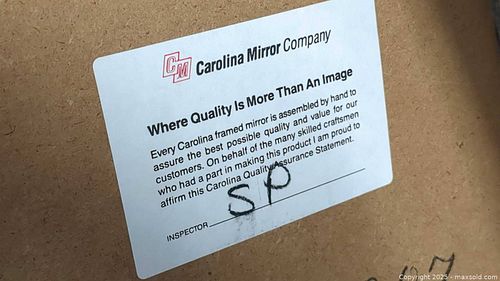 CM Carolina Mirror Company
Where Quality Is More Than An Image
Every Carolina framed mirror is assembled by hand to
assure the best possible quality and value for our
customers. On behalf of the many skilled craftsmen
who had a part in making this product I am proud to
affirm this Carolina Quality Assurance Statement.
SP
INSPECTOR
Copyright 2025 - maxsold.com